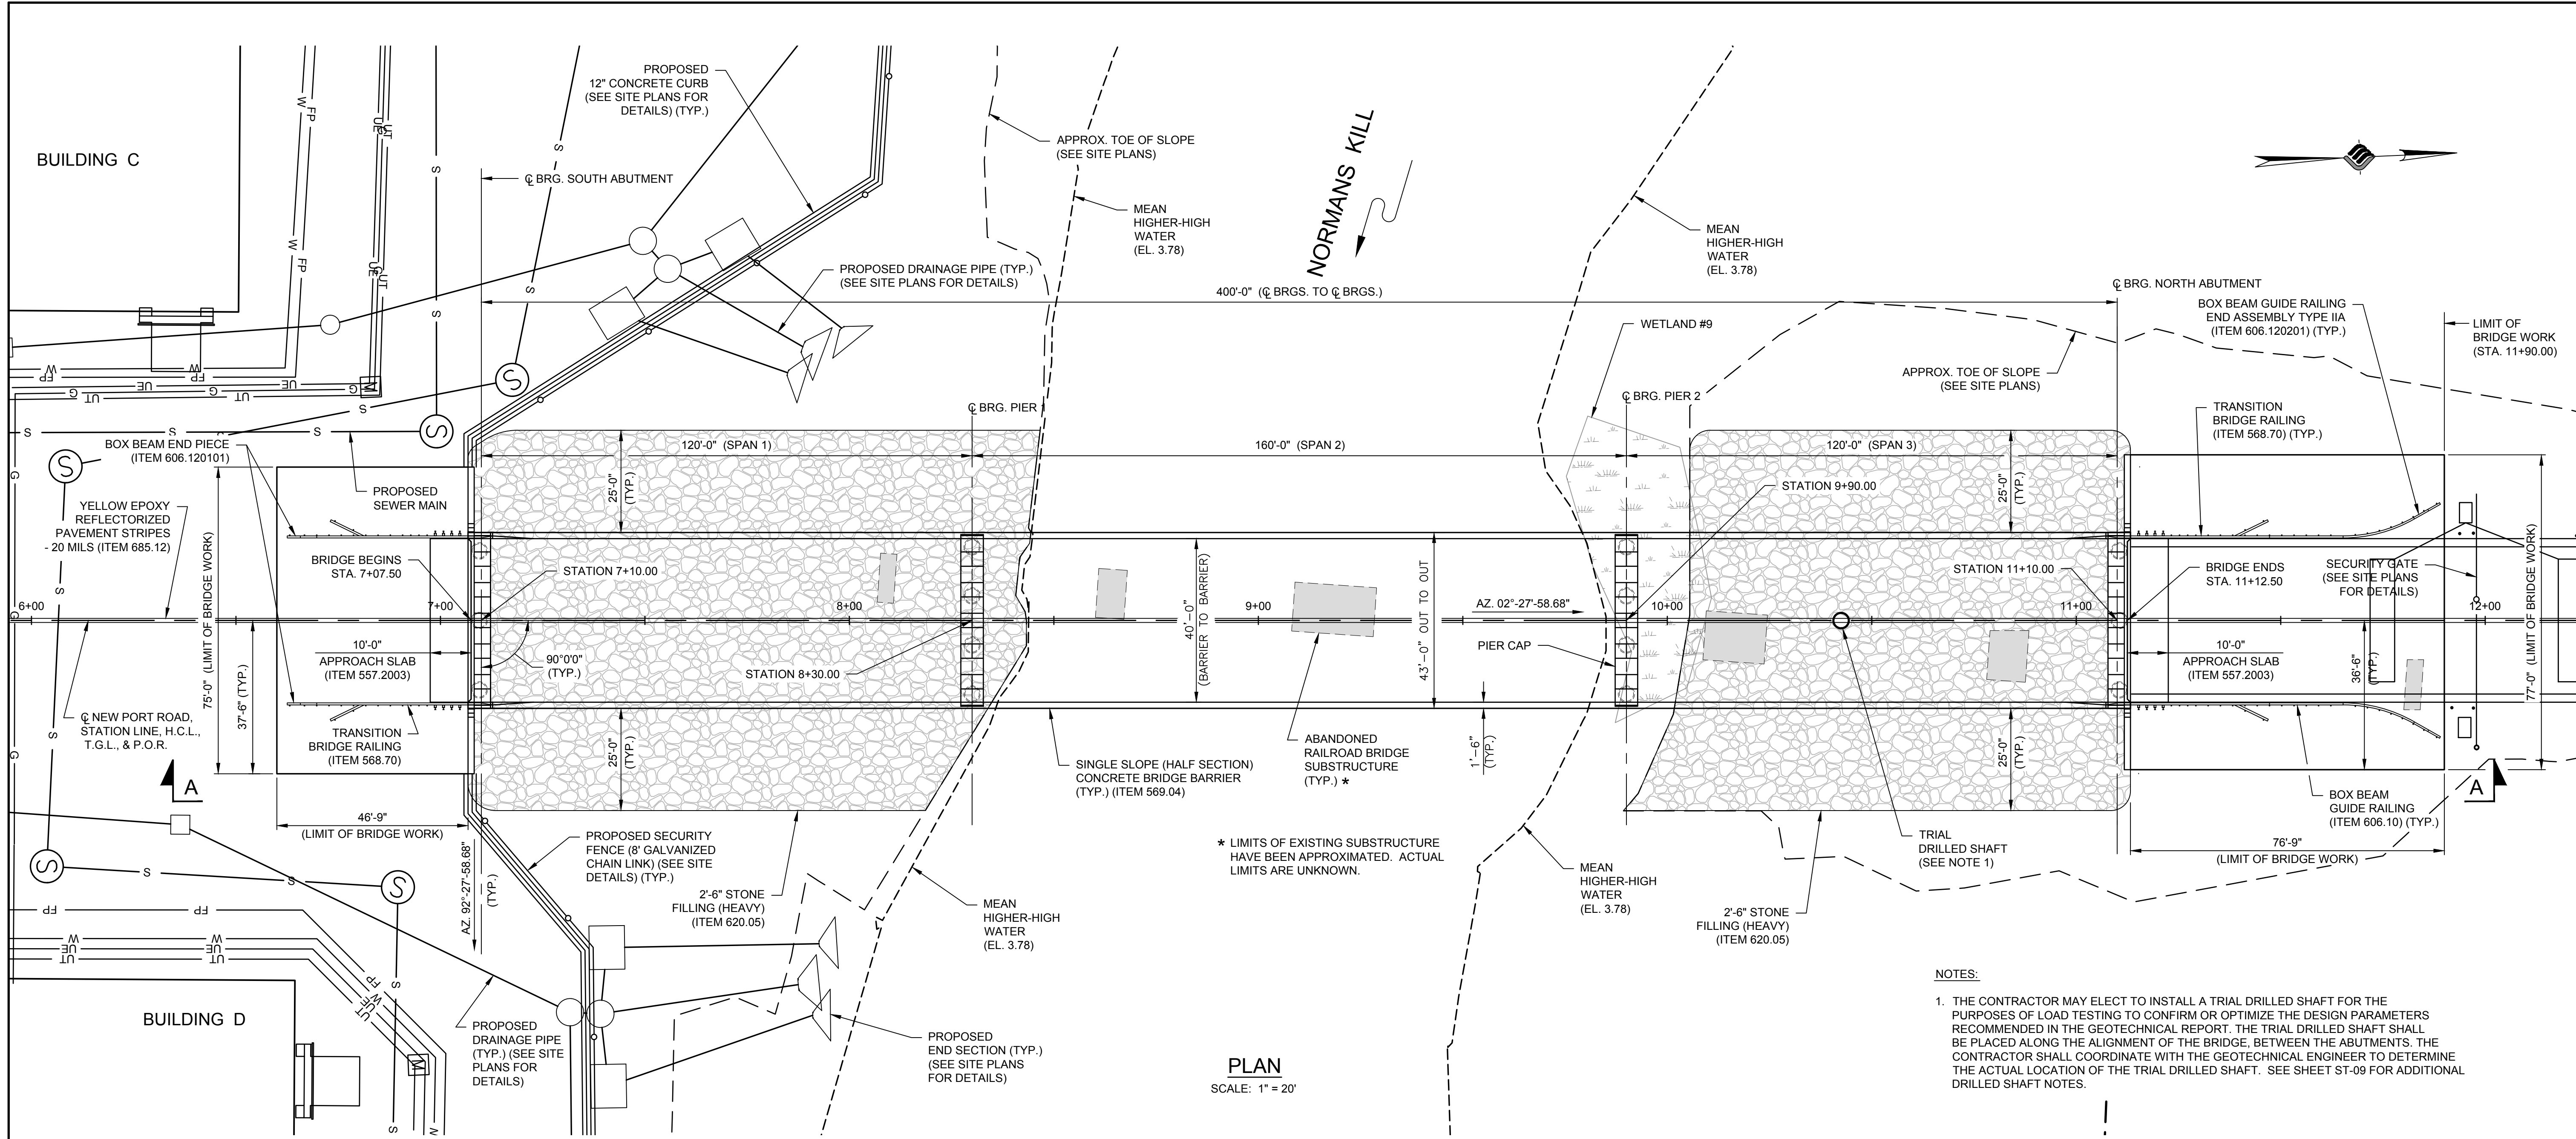 BUILDING C
W
FP
W
FP
UE
G
UT
UE
G
UT
S
S
S
S
PROPOSED
12" CONCRETE CURB
(SEE SITE PLANS FOR
DETAILS) (TYP.)
℄ BRG. SOUTH ABUTMENT
APPROX. TOE OF SLOPE
(SEE SITE PLANS)
MEAN
HIGHER-HIGH
WATER
(EL. 3.78)
NORMANS KILL
MEAN
HIGHER-HIGH
WATER
(EL. 3.78)
PROPOSED DRAINAGE PIPE (TYP.)
(SEE SITE PLANS FOR DETAILS)
400'-0" (℄ BRGS. TO ℄ BRGS.)
℄ BRG. NORTH ABUTMENT
BOX BEAM GUIDE RAILING
END ASSEMBLY TYPE IIA
(ITEM 606.120201) (TYP.)
LIMIT OF
BRIDGE WORK
(STA. 11+90.00)
WETLAND #9
APPROX. TOE OF SLOPE
(SEE SITE PLANS)
W
W
FP
FP
UE
UE
G
G
UT
UT
M
S
S
S
S
S
S
℄ BRG. PIER 1
℄ BRG. PIER 2
TRANSITION
BRIDGE RAILING
(ITEM 568.70) (TYP.)
BOX BEAM END PIECE
(ITEM 606.120101)
120'-0" (SPAN 1)
160'-0" (SPAN 2)
120'-0" (SPAN 3)
S
G
PROPOSED
SEWER MAIN
25'-0"
(TYP.)
25'-0"
(TYP.)
STATION 9+90.00
YELLOW EPOXY
REFLECTORIZED
PAVEMENT STRIPES
- 20 MILS (ITEM 685.12)
75'-0" (LIMIT OF BRIDGE WORK)
BRIDGE BEGINS
STA. 7+07.50
STATION 7+10.00
40'-0"
(BARRIER TO BARRIER)
43'-0" OUT TO OUT
AZ. 02°-27'-58.68"
STATION 11+10.00
BRIDGE ENDS
STA. 11+12.50
SECURITY GATE
(SEE SITE PLANS
FOR DETAILS)
77'-0" (LIMIT OF BRIDGE WORK)
S
G
6+00
7+00
8+00
9+00
10+00
11+00
12+00
10'-0"
APPROACH SLAB
(ITEM 557.2003)
90°0'0"
(TYP.)
STATION 8+30.00
PIER CAP
10'-0"
APPROACH SLAB
(ITEM 557.2003)
36'-6"
(TYP.)
37'-6" (TYP.)
℄ NEW PORT ROAD,
STATION LINE, H.C.L.,
T.G.L., & P.O.R.
S
G
TRANSITION
BRIDGE RAILING
(ITEM 568.70)
25'-0"
(TYP.)
SINGLE SLOPE (HALF SECTION)
CONCRETE BRIDGE BARRIER
(TYP.) (ITEM 569.04)
ABANDONED
RAILROAD BRIDGE
SUBSTRUCTURE
(TYP.) *
1'-6"
(TYP.)
25'-0"
(TYP.)
A
A
BOX BEAM
GUIDE RAILING
(ITEM 606.10) (TYP.)
46'-9"
(LIMIT OF BRIDGE WORK)
76'-9"
(LIMIT OF BRIDGE WORK)
AZ. 92°-27'-58.68"
(TYP.)
PROPOSED SECURITY
FENCE (8' GALVANIZED
CHAIN LINK) (SEE SITE
DETAILS) (TYP.)
* LIMITS OF EXISTING SUBSTRUCTURE
HAVE BEEN APPROXIMATED. ACTUAL
LIMITS ARE UNKNOWN.
TRIAL
DRILLED SHAFT
(SEE NOTE 1)
S
S
S
S
2'-6" STONE
FILLING (HEAVY)
(ITEM 620.05)
MEAN
HIGHER-HIGH
WATER
(EL. 3.78)
MEAN
HIGHER-HIGH
WATER
(EL. 3.78)
2'-6" STONE
FILLING (HEAVY)
(ITEM 620.05)
FP
FP
W
W
UE
UE
UT
UT
FP
W
UE
UT
M
S
S
BUILDING D
PROPOSED
DRAINAGE PIPE
(TYP.) (SEE SITE
PLANS FOR
DETAILS)
PROPOSED
END SECTION (TYP.)
(SEE SITE PLANS
FOR DETAILS)
PLAN
SCALE: 1" = 20'
NOTES:
1. THE CONTRACTOR MAY ELECT TO INSTALL A TRIAL DRILLED SHAFT FOR THE
PURPOSES OF LOAD TESTING TO CONFIRM OR OPTIMIZE THE DESIGN PARAMETERS
RECOMMENDED IN THE GEOTECHNICAL REPORT. THE TRIAL DRILLED SHAFT SHALL
BE PLACED ALONG THE ALIGNMENT OF THE BRIDGE, BETWEEN THE ABUTMENTS. THE
CONTRACTOR SHALL COORDINATE WITH THE GEOTECHNICAL ENGINEER TO DETERMINE
THE ACTUAL LOCATION OF THE TRIAL DRILLED SHAFT. SEE SHEET ST-09 FOR ADDITIONAL
DRILLED SHAFT NOTES.